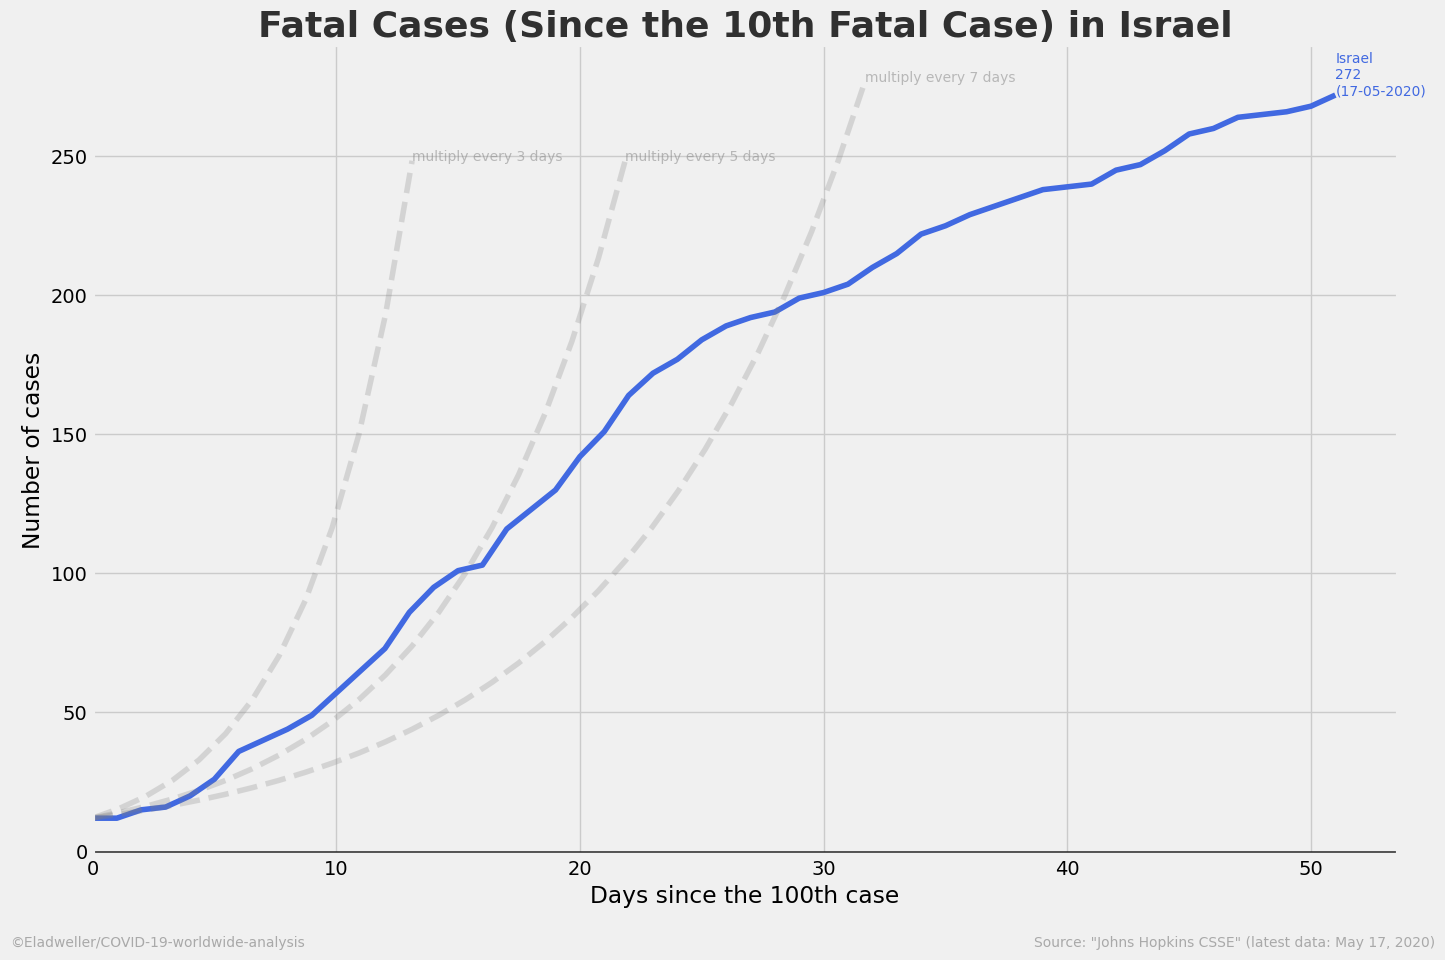 Fatal Cases (Since the 10th Fatal Case) in Israel
Israel
272
(17-05-2020)
multiply every 7 days
multiply every 3 days
multiply every 5 days
250
200
150
100
50
0
Number of cases
0 10 20 30 40 50
Days since the 100th case
©Eladweller/COVID-19-worldwide-analysis
Source: "Johns Hopkins CSSE" (latest data: May 17, 2020)